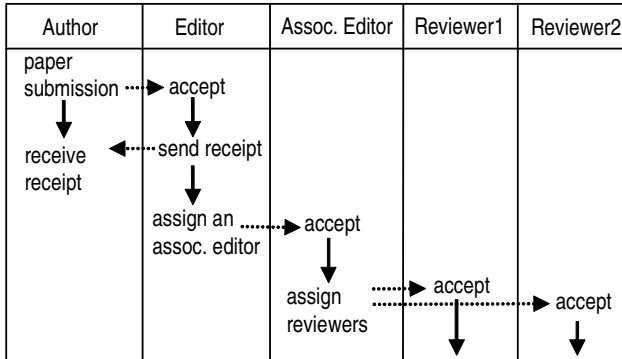 Author Editor Assoc. Editor Reviewer1 Reviewer2
paper
submission
accept
receive
receipt
send receipt
assign an
assoc. editor
accept
assign
reviewers
accept
accept